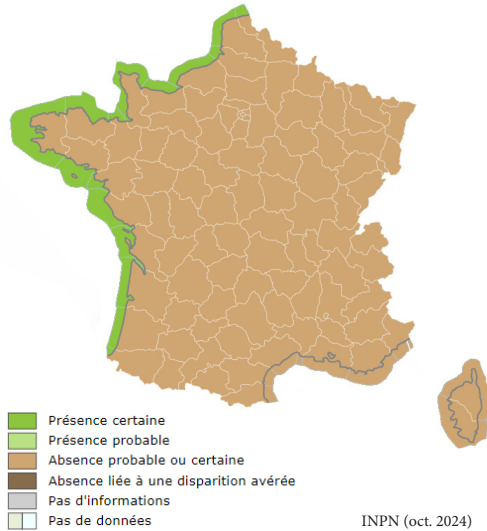 Présence certaine
Présence probable
Absence probable ou certaine
Absence liée à une disparition avérée
Pas d'informations
Pas de données
INPN (oct. 2024)